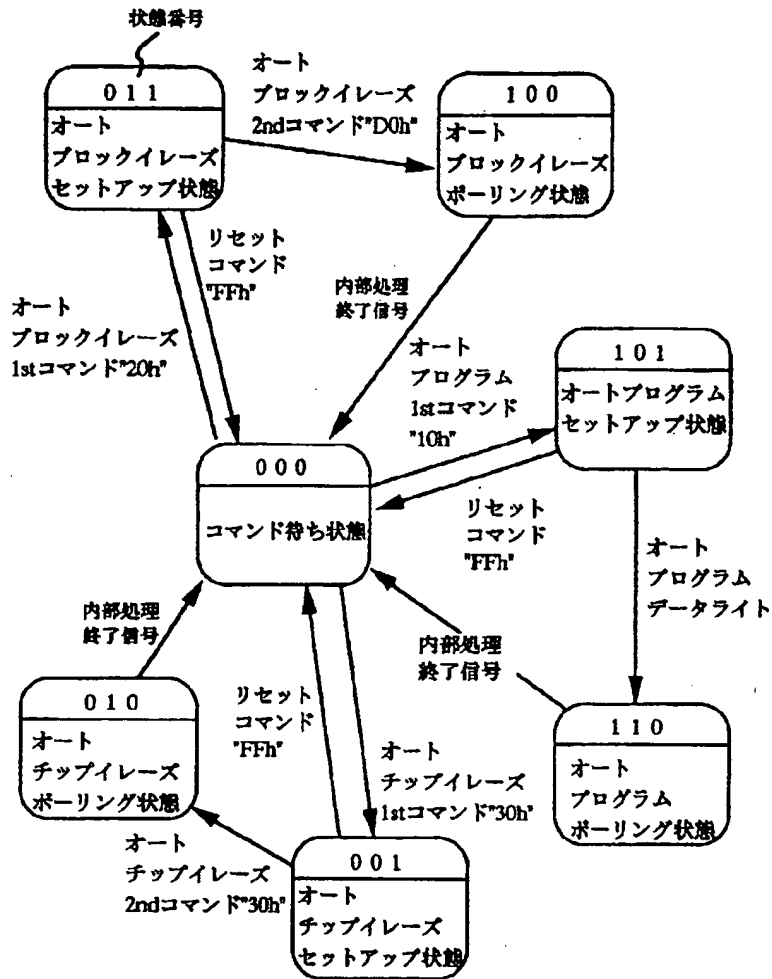 状態番号
011
オート
ブロックイレーズ
セットアップ状態
オート
ブロックイレーズ
2ndコマンド"D0h"
100
オート
ブロックイレーズ
ポーリング状態
リセット
コマンド
"FFh"
オート
ブロックイレーズ
1stコマンド"20h"
内部処理
終了信号
オート
プログラム
1stコマンド
"10h"
101
オートプログラム
セットアップ状態
000
コマンド待ち状態
リセット
コマンド
"FFh"
オート
プログラム
データライト
内部処理
終了信号
内部処理
終了信号
010
オート
チップイレーズ
ポーリング状態
リセット
コマンド
"FFh"
オート
チップイレーズ
1stコマンド"30h"
110
オート
プログラム
ポーリング状態
オート
チップイレーズ
2ndコマンド"30h"
001
オート
チップイレーズ
セットアップ状態